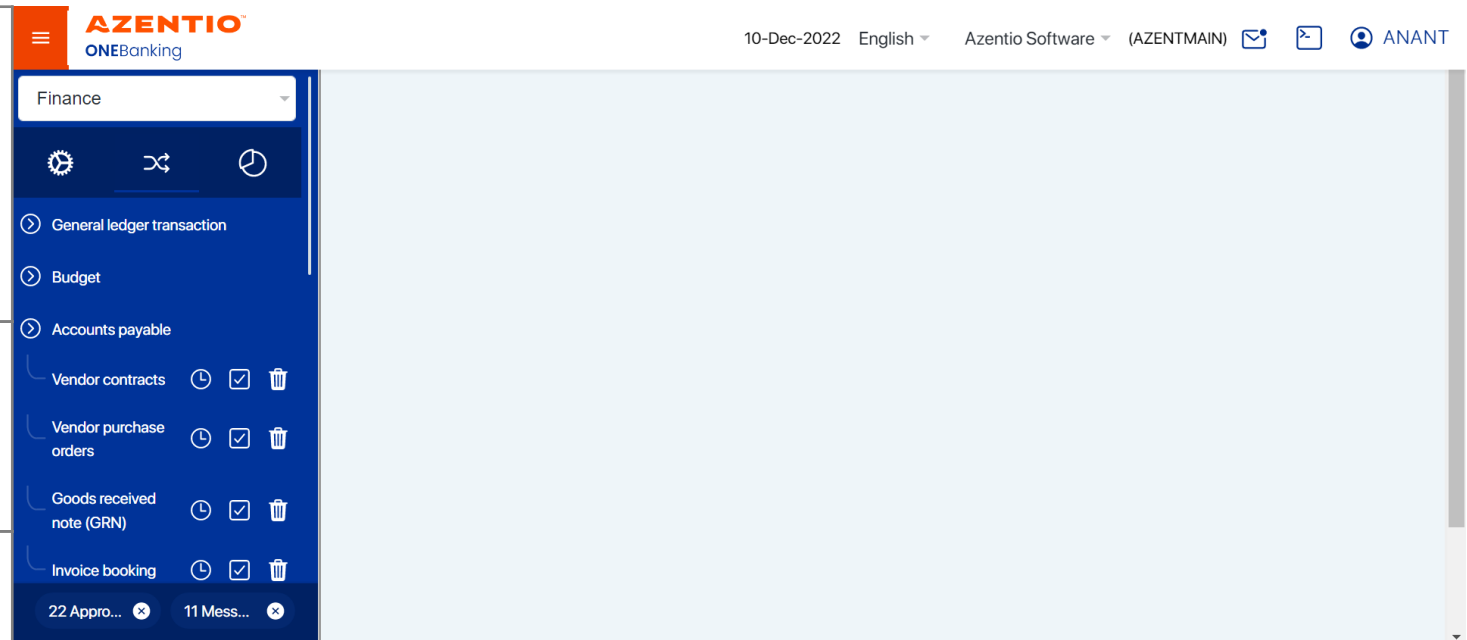 AZENTIO™
ONEBanking
10-Dec-2022 English Azentio Software (AZENTMAIN) ANANT
Finance
General ledger transaction
Budget
Accounts payable
Vendor contracts
Vendor purchase
orders
Goods received
note (GRN)
Invoice booking
22 Appro... 11 Mess...